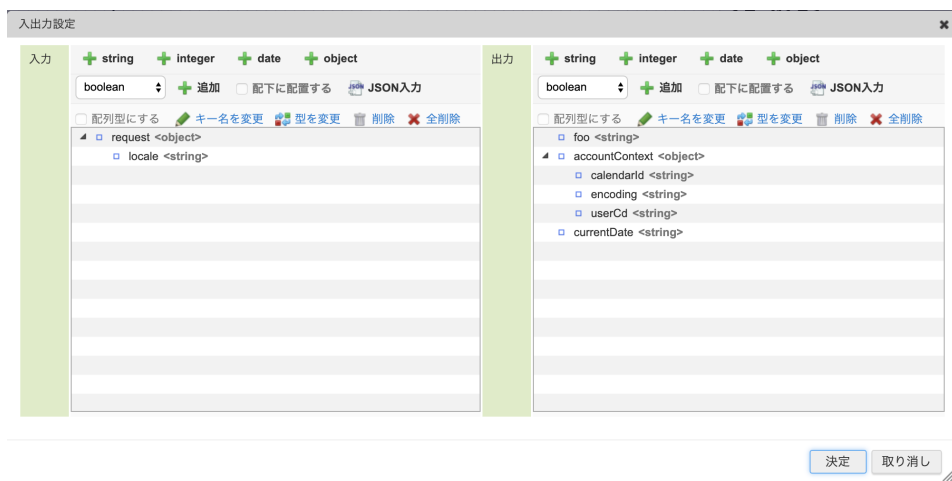 入出力設定
入力
string integer date object
boolean 追加 配下に配置する JSON入力
配列型にする キー名を変更 型を変更 削除 全削除
request <object>
locale <string>
出力
string integer date object
boolean 追加 配下に配置する JSON入力
配列型にする キー名を変更 型を変更 削除 全削除
foo <string>
accountContext <object>
calendarId <string>
encoding <string>
userCd <string>
currentDate <string>
決定 取り消し